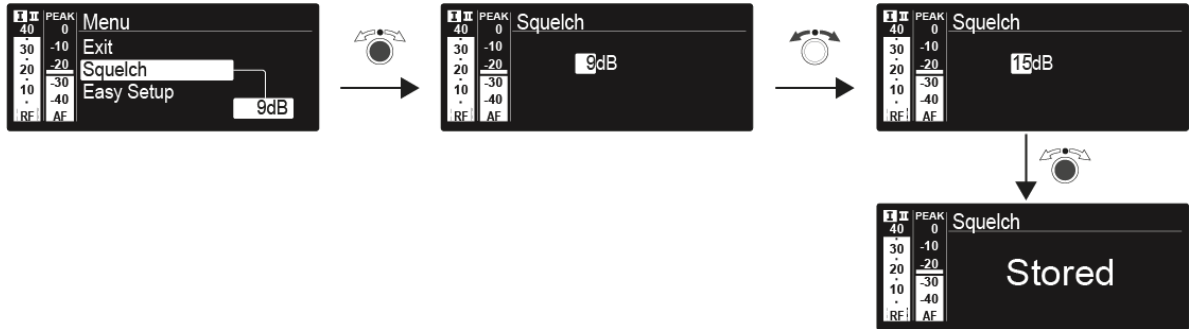 I II PEAK Menu
40 0
30 -10 Exit
20 -20 Squelch
10 -30 Easy Setup
-40 9dB
RF AF
I II PEAK Squelch
40 0
30 -10 9dB
20 -20
10 -30
-40
RF AF
I II PEAK Squelch
40 0
30 -10 15dB
20 -20
10 -30
-40
RF AF
I II PEAK Squelch
40 0
30 -10
20 -20 Stored
10 -30
-40
RF AF